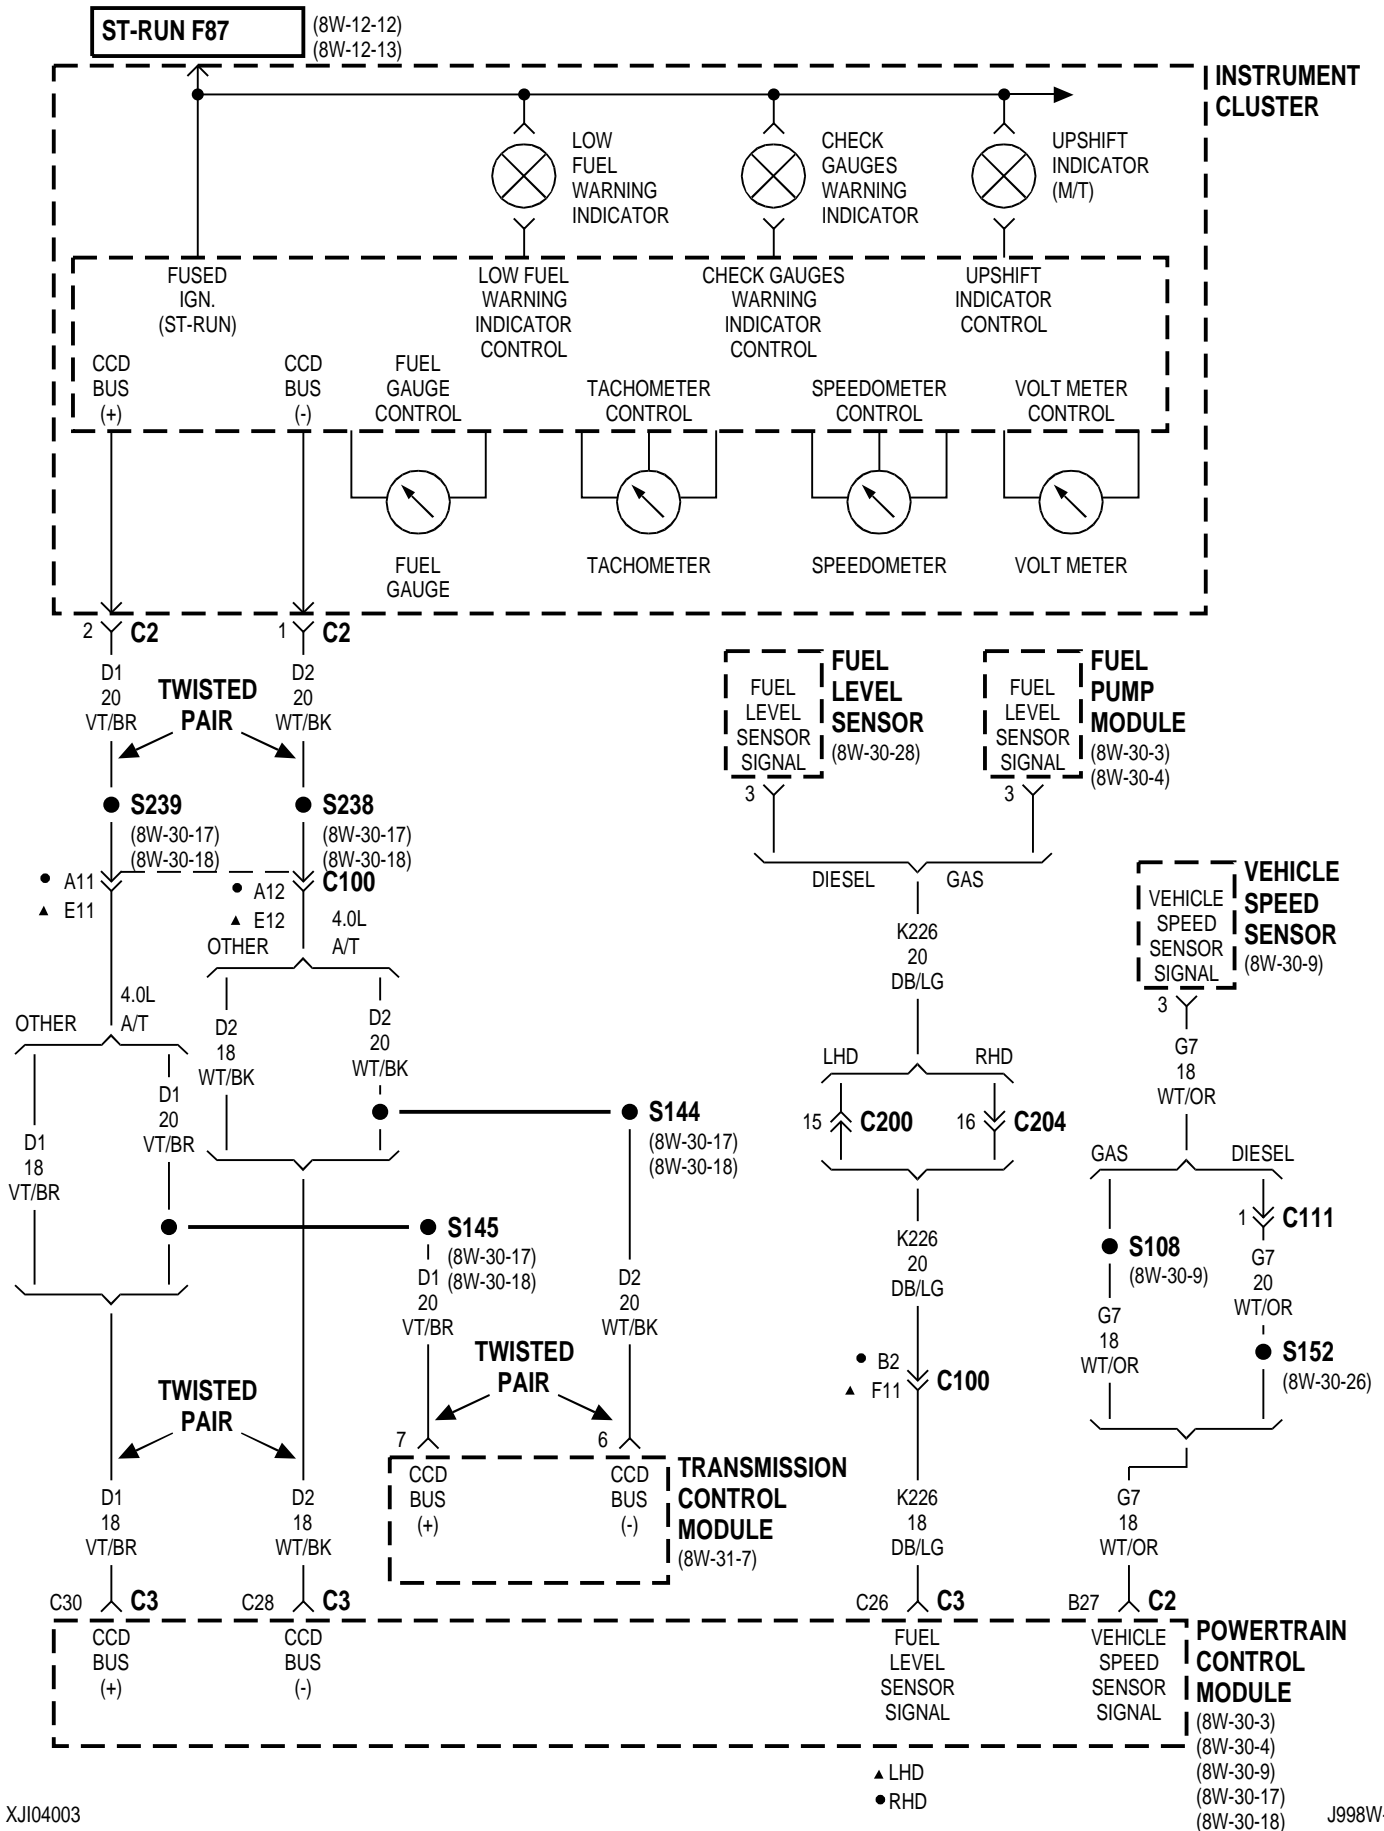 ST-RUN F87
(8W-12-12)
(8W-12-13)
INSTRUMENT
CLUSTER
LOW
FUEL
WARNING
INDICATOR
CHECK
GAUGES
WARNING
INDICATOR
UPSHIFT
INDICATOR
(M/T)
FUSED
IGN.
(ST-RUN)
LOW FUEL
WARNING
INDICATOR
CONTROL
CHECK GAUGES
WARNING
INDICATOR
CONTROL
UPSHIFT
INDICATOR
CONTROL
CCD
BUS
(+)
CCD
BUS
(-)
FUEL
GAUGE
CONTROL
TACHOMETER
CONTROL
SPEEDOMETER
CONTROL
VOLT METER
CONTROL
FUEL
GAUGE
TACHOMETER
SPEEDOMETER
VOLT METER
2 C2
1 C2
D1
20
VT/BR
TWISTED
PAIR
D2
20
WT/BK
S239
(8W-30-17)
(8W-30-18)
S238
(8W-30-17)
(8W-30-18)
C100
● A11
▲ E11
● A12
▲ E12
OTHER
4.0L
A/T
OTHER
4.0L
A/T
D2
18
WT/BK
D2
20
WT/BK
D1
18
VT/BR
D1
20
VT/BR
S144
(8W-30-17)
(8W-30-18)
S145
(8W-30-17)
(8W-30-18)
D1
20
VT/BR
D2
20
WT/BK
TWISTED
PAIR
TWISTED
PAIR
7
6
CCD
BUS
(+)
CCD
BUS
(-)
TRANSMISSION
CONTROL
MODULE
(8W-31-7)
D1
18
VT/BR
D2
18
WT/BK
C30 C3
C28 C3
CCD
BUS
(+)
CCD
BUS
(-)
FUEL
LEVEL
SENSOR
SIGNAL
FUEL
LEVEL
SENSOR
(8W-30-28)
3
FUEL
LEVEL
SENSOR
SIGNAL
FUEL
PUMP
MODULE
(8W-30-3)
(8W-30-4)
3
DIESEL
GAS
K226
20
DB/LG
LHD
RHD
15 C200
16 C204
K226
20
DB/LG
● B2
▲ F11
C100
K226
18
DB/LG
C26 C3
FUEL
LEVEL
SENSOR
SIGNAL
VEHICLE
SPEED
SENSOR
SIGNAL
VEHICLE
SPEED
SENSOR
(8W-30-9)
3
G7
18
WT/OR
GAS
DIESEL
1 C111
S108
(8W-30-9)
G7
20
WT/OR
G7
18
WT/OR
S152
(8W-30-26)
G7
18
WT/OR
B27 C2
VEHICLE
SPEED
SENSOR
SIGNAL
POWERTRAIN
CONTROL
MODULE
(8W-30-3)
(8W-30-4)
(8W-30-9)
(8W-30-17)
(8W-30-18)
▲ LHD
● RHD
XJI04003
J998W-